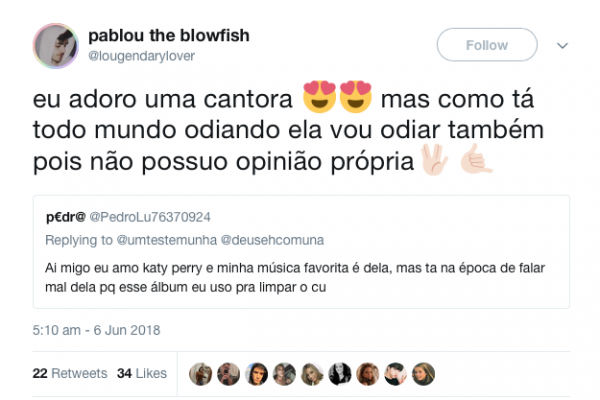 pablou the blowfish
@lougendarylover
Follow
eu adoro uma cantora 😍😍 mas como tá
todo mundo odiando ela vou odiar também
pois não possuo opinião própria🖖🏻 🤙🏻
p€dr@ @PedroLu76370924
Replying to @umtestemunha @deusehcomuna
Ai migo eu amo katy perry e minha música favorita é dela, mas ta na época de falar
mal dela pq esse álbum eu uso pra limpar o cu
5:10 am - 6 Jun 2018
22 Retweets 34 Likes